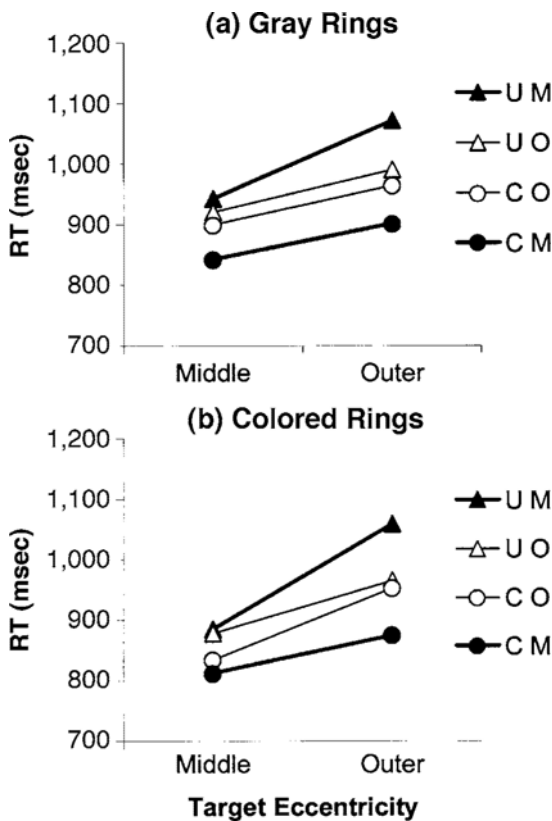 (a) Gray Rings
1,200
1,100
1,000
900
800
700
RT (msec)
Middle Outer
U M
U O
C O
C M
(b) Colored Rings
1,200
1,100
1,000
900
800
700
RT (msec)
Middle Outer
U M
U O
C O
C M
Target Eccentricity